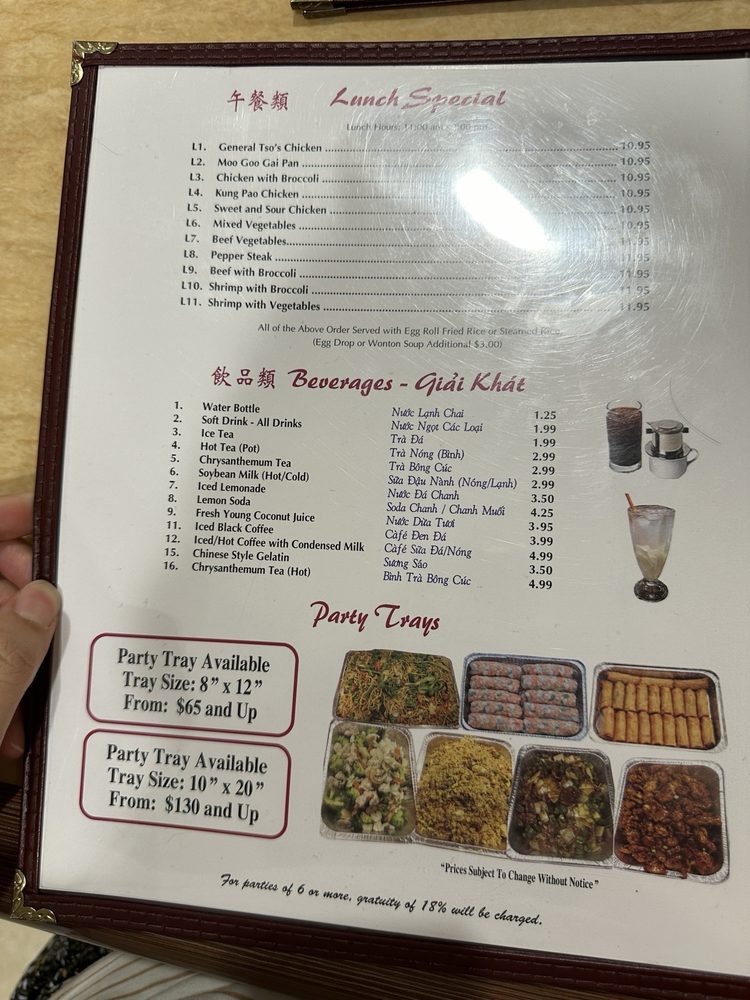 午餐類 Lunch Special
Lunch Hours: 11:00 am
L1. General Tso's Chicken ........ 10.95
L2. Moo Goo Gai Pan ........ 10.95
L3. Chicken with Broccoli ........ 10.95
L4. Kung Pao Chicken ........ 10.95
L5. Sweet and Sour Chicken ........ 10.95
L6. Mixed Vegetables ........ 10.95
L7. Beef Vegetables ........ 11.95
L8. Pepper Steak ........ 11.95
L9. Beef with Broccoli ........ 11.95
L10. Shrimp with Broccoli ........ 11.95
L11. Shrimp with Vegetables ........ 11.95
All of the Above Order Served with Egg Roll Fried Rice or Steamed Rice.
(Egg Drop or Wonton Soup Additional $3.00)
飲品類 Beverages - Giải Khát
1. Water Bottle Nước Lạnh Chai 1.25
2. Soft Drink - All Drinks Nước Ngọt Các Loại 1.99
3. Ice Tea Trà Đá 1.99
4. Hot Tea (Pot) Trà Nóng (Bình) 2.99
5. Chrysanthemum Tea Trà Bông Cúc 2.99
6. Soybean Milk (Hot/Cold) Sữa Đậu Nành (Nóng/Lạnh) 2.99
7. Iced Lemonade Nước Đá Chanh 3.50
8. Lemon Soda Soda Chanh / Chanh Muối 4.25
9. Fresh Young Coconut Juice Nước Dừa Tươi 3.95
11. Iced Black Coffee Càfé Đen Đá 3.99
12. Iced/Hot Coffee with Condensed Milk Càfé Sữa Đá/Nóng 4.99
15. Chinese Style Gelatin Sương Sáo 3.50
16. Chrysanthemum Tea (Hot) Bình Trà Bông Cúc 4.99
Party Trays
Party Tray Available
Tray Size: 8” x 12”
From: $65 and Up
Party Tray Available
Tray Size: 10” x 20”
From: $130 and Up
“Prices Subject To Change Without Notice”
For parties of 6 or more, gratuity of 18% will be charged.